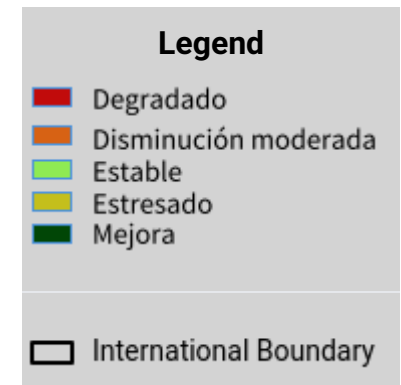 Legend
Degradado
Disminución moderada
Estable
Estresado
Mejora
International Boundary